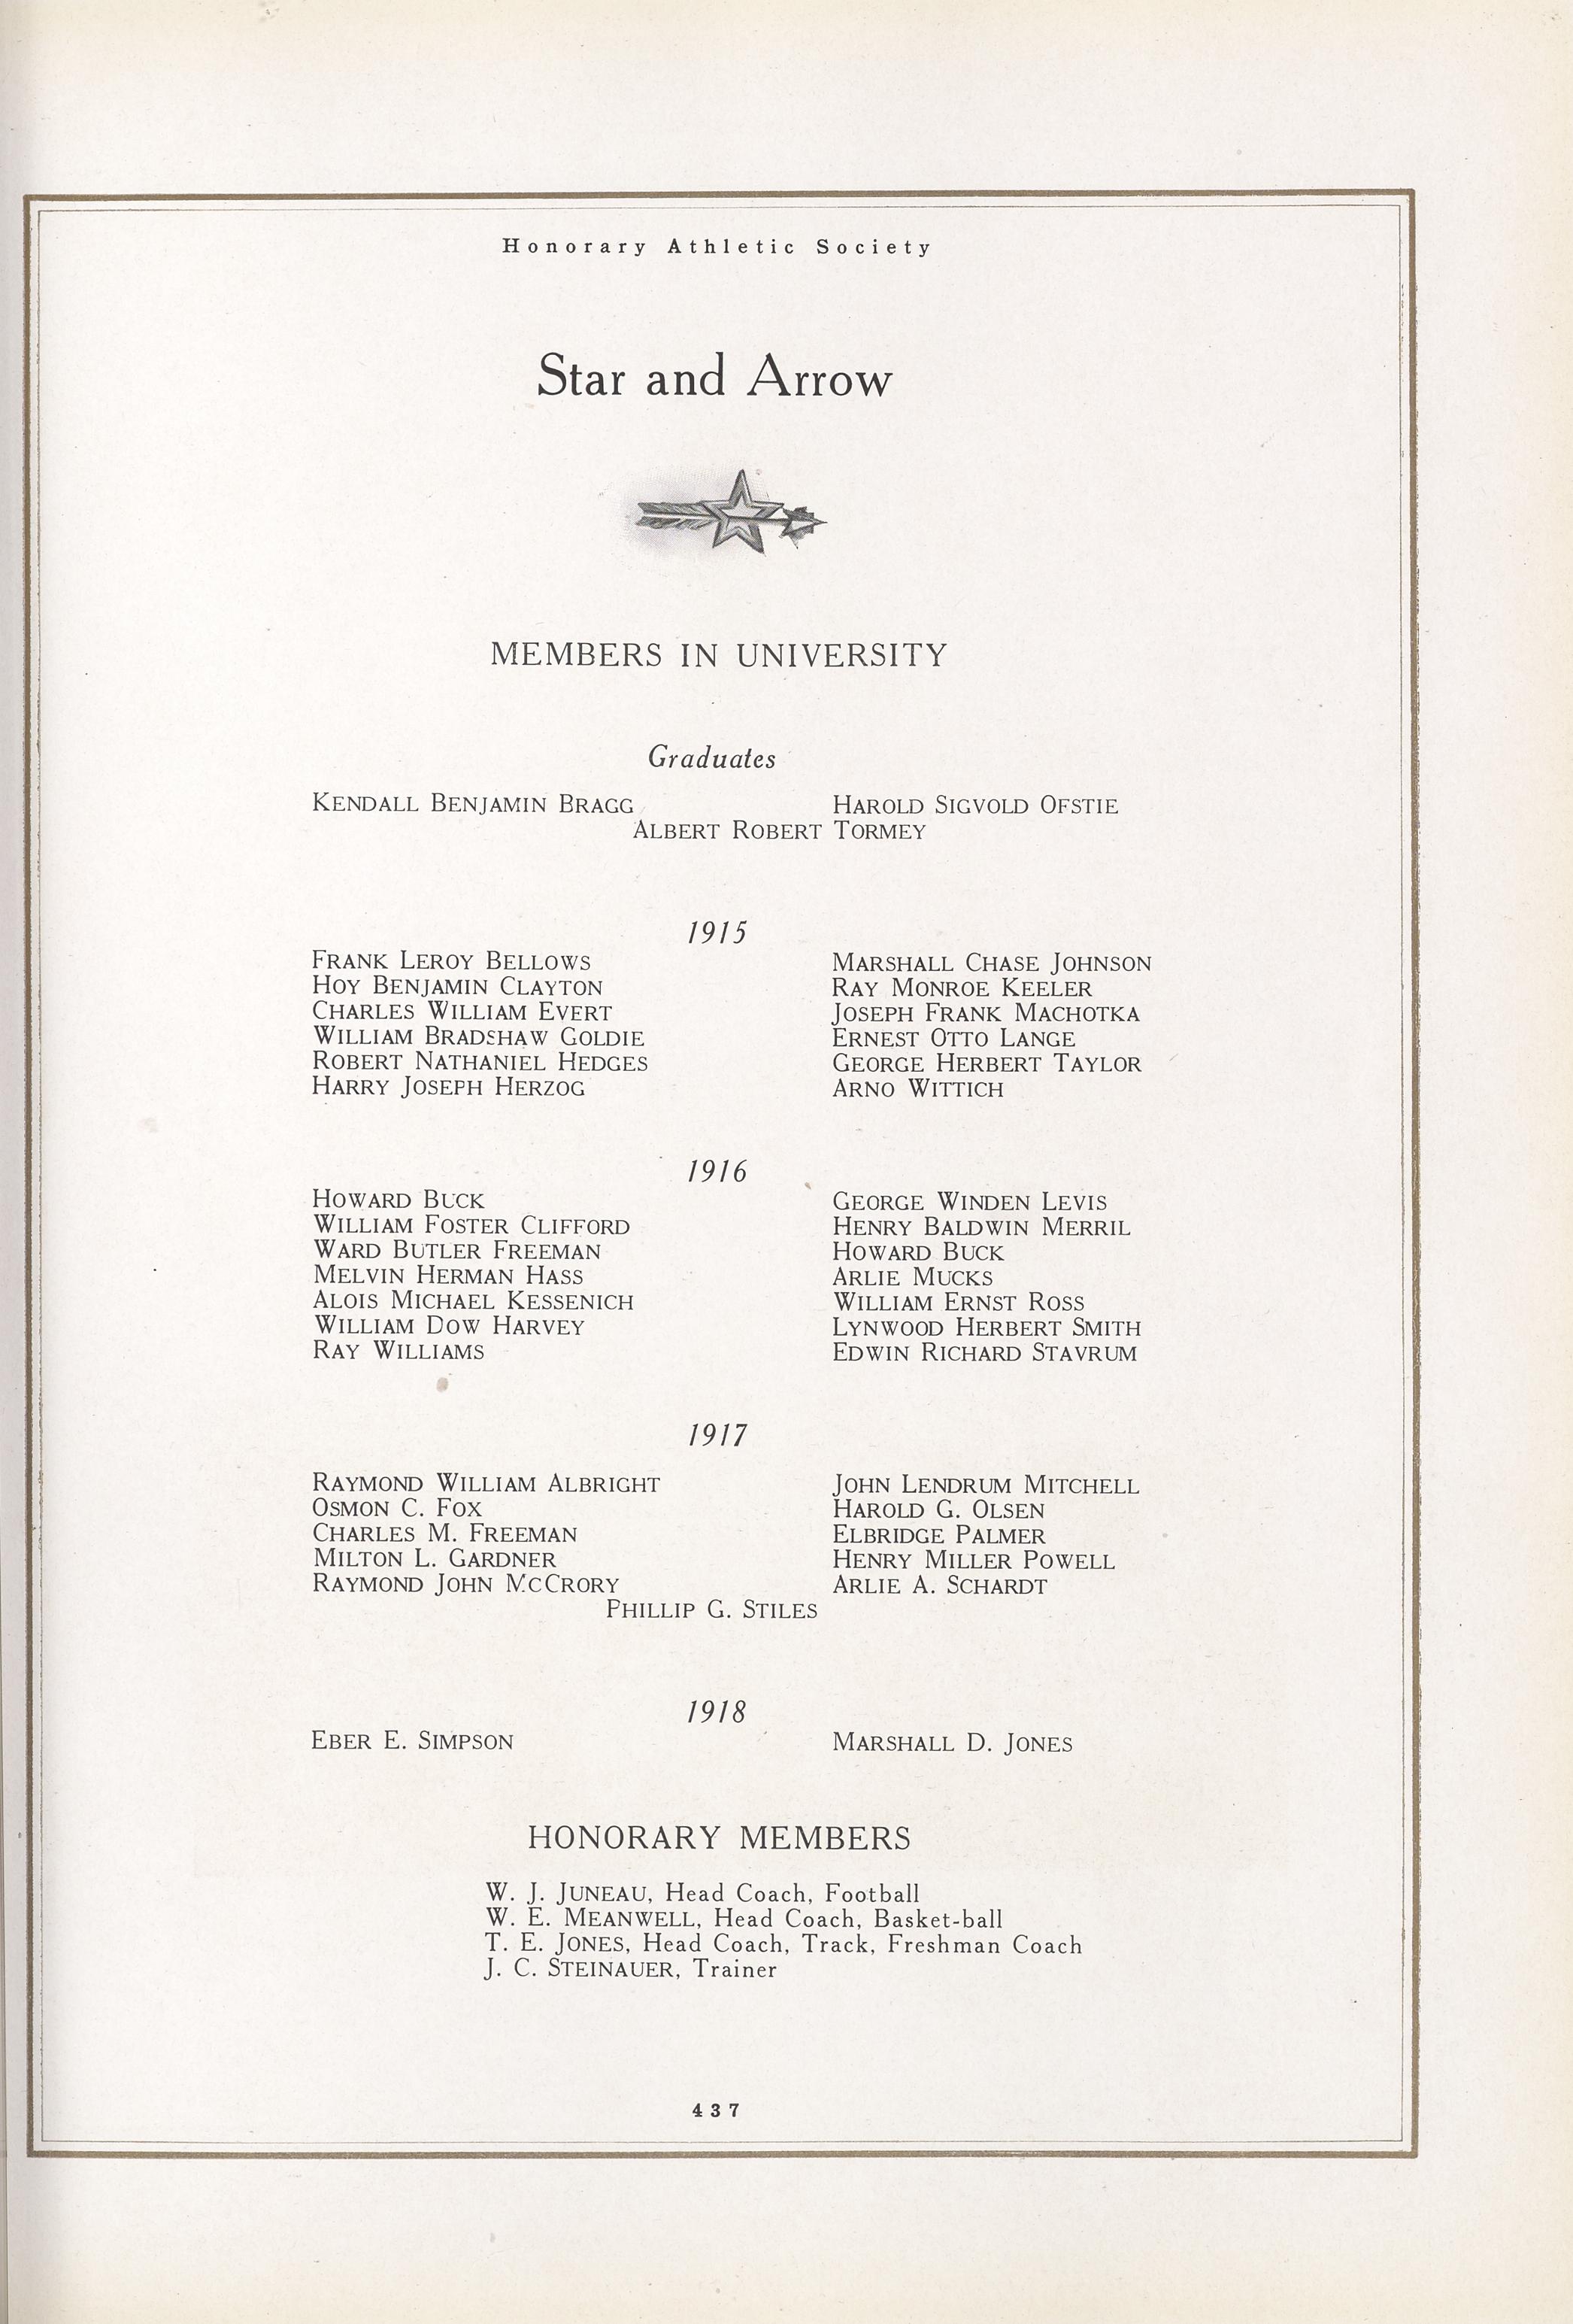 Honorary Athletic Society
Star and Arrow
MEMBERS IN UNIVERSITY
Graduates
KENDALL BENJAMIN BRAGG HAROLD SIGVOLD OFSTIE
ALBERT ROBERT TORMEY
1915
FRANK LEROY BELLOWS MARSHALL CHASE JOHNSON
HOY BENJAMIN CLAYTON RAY MONROE KEELER
CHARLES WILLIAM EVERT JOSEPH FRANK MACHOTKA
WILLIAM BRADSHAW GOLDIE ERNEST OTTO LANGE
ROBERT NATHANIEL HEDGES GEORGE HERBERT TAYLOR
HARRY JOSEPH HERZOG ARNO WITTICH
1916
HOWARD BUCK GEORGE WINDEN LEVIS
WILLIAM FOSTER CLIFFORD HENRY BALDWIN MERRIL
WARD BUTLER FREEMAN HOWARD BUCK
MELVIN HERMAN HASS ARLIE MUCKS
ALOIS MICHAEL KESSENICH WILLIAM ERNST ROSS
WILLIAM DOW HARVEY LYNWOOD HERBERT SMITH
RAY WILLIAMS EDWIN RICHARD STAVRUM
1917
RAYMOND WILLIAM ALBRIGHT JOHN LENDRUM MITCHELL
OSMON C. FOX HAROLD G. OLSEN
CHARLES M. FREEMAN ELBRIDGE PALMER
MILTON L. GARDNER HENRY MILLER POWELL
RAYMOND JOHN MCCRORY ARLIE A. SCHARDT
PHILLIP G. STILES
1918
EBER E. SIMPSON MARSHALL D. JONES
HONORARY MEMBERS
W. J. JUNEAU, Head Coach, Football
W. E. MEANWELL, Head Coach, Basket-ball
T. E. JONES, Head Coach, Track, Freshman Coach
J. C. STEINAUER, Trainer
437